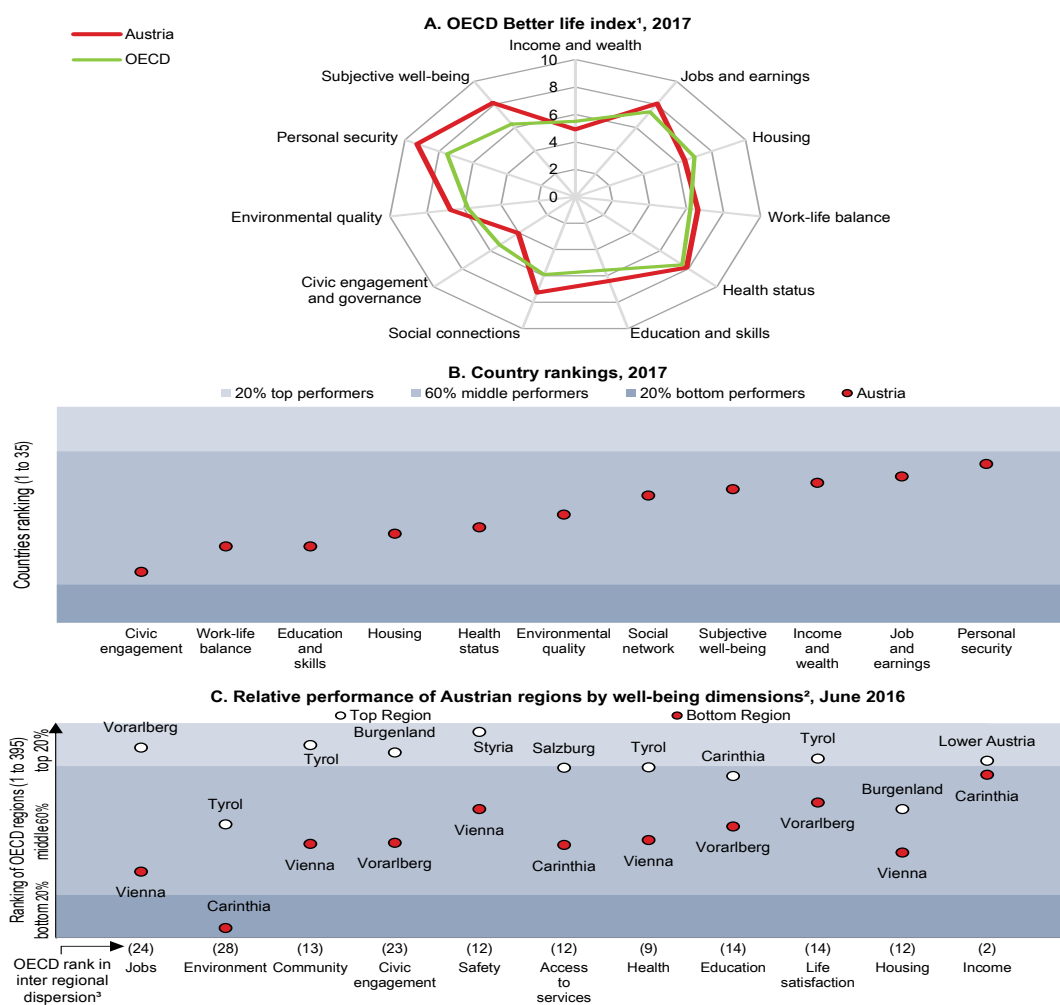 A. OECD Better life index¹, 2017
Austria
OECD
Income and wealth
Jobs and earnings
Housing
Work-life balance
Health status
Education and skills
Social connections
Civic engagement
and governance
Environmental quality
Personal security
Subjective well-being
10
8
6
4
2
0
B. Country rankings, 2017
20% top performers
60% middle performers
20% bottom performers
Austria
Countries ranking (1 to 35)
Civic
engagement
Work-life
balance
Education
and
skills
Housing
Health
status
Environmental
quality
Social
network
Subjective
well-being
Income
and
wealth
Job
and
earnings
Personal
security
C. Relative performance of Austrian regions by well-being dimensions², June 2016
Top Region
Bottom Region
Ranking of OECD regions (1 to 395)
bottom 20%
middle 60%
top 20%
Vorarlberg
Vienna
Tyrol
Carinthia
Tyrol
Vienna
Burgenland
Vorarlberg
Styria
Vienna
Salzburg
Carinthia
Tyrol
Vienna
Carinthia
Vorarlberg
Tyrol
Vorarlberg
Burgenland
Vienna
Lower Austria
Carinthia
OECD rank in
inter regional
dispersion³
(24)
Jobs
(28)
Environment
(13)
Community
(23)
Civic
engagement
(12)
Safety
(12)
Access
to
services
(9)
Health
(14)
Education
(14)
Life
satisfaction
(12)
Housing
(2)
Income